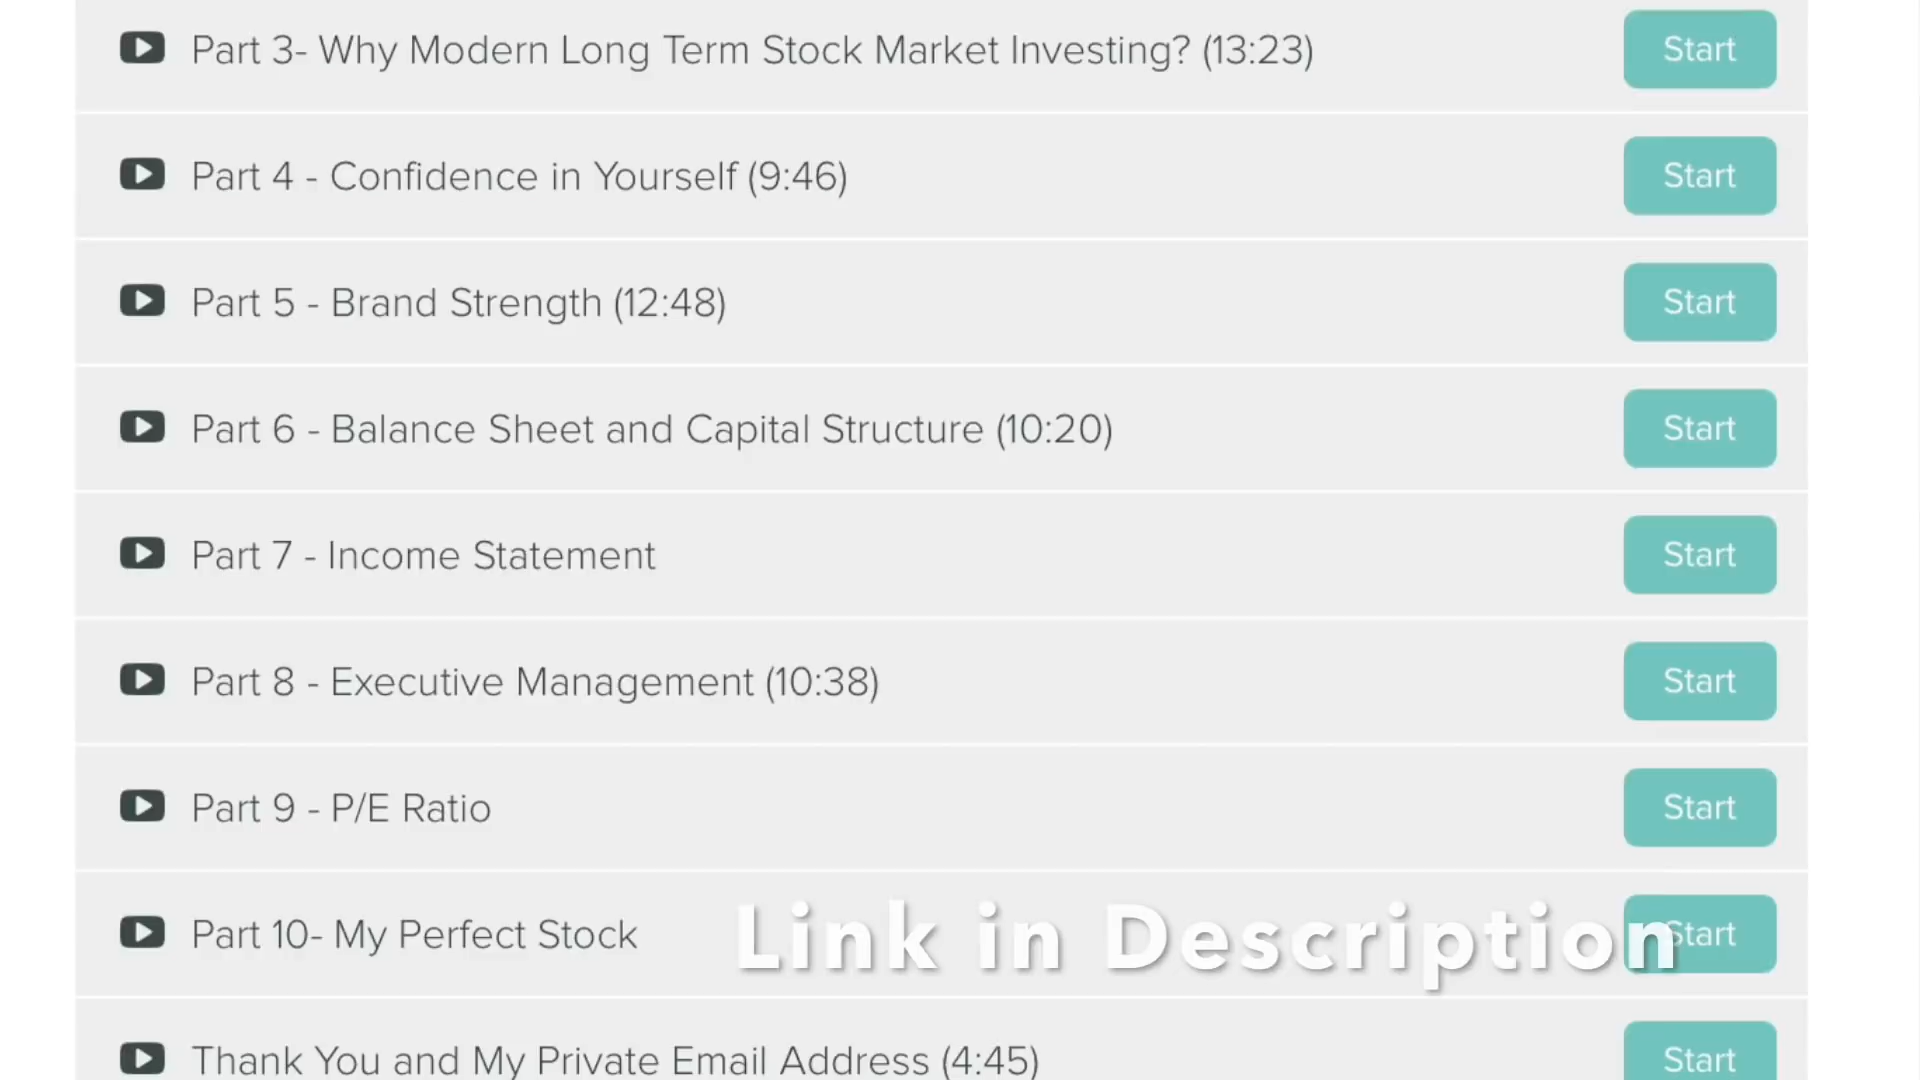 Part 3- Why Modern Long Term Stock Market Investing? (13:23) Start
Part 4 - Confidence in Yourself (9:46) Start
Part 5 - Brand Strength (12:48) Start
Part 6 - Balance Sheet and Capital Structure (10:20) Start
Part 7 - Income Statement Start
Part 8 - Executive Management (10:38) Start
Part 9 - P/E Ratio Start
Part 10- My Perfect Stock Start
Link in Description
Thank You and My Private Email Address (4:45) Start